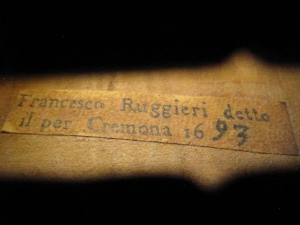 Francesco Ruggieri detto
il per Cremona 1693